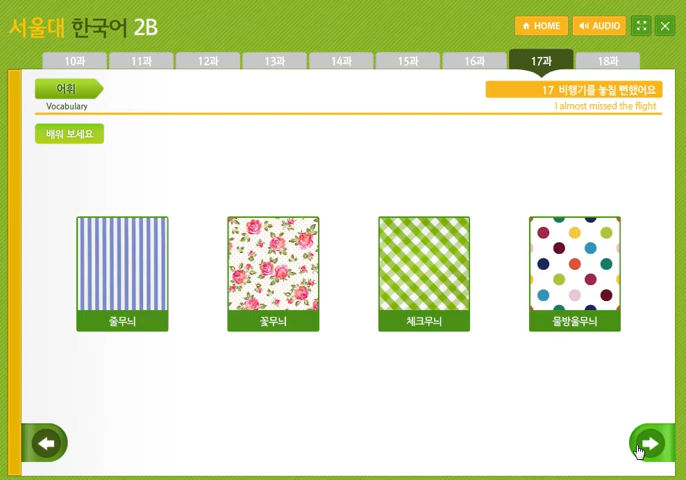 서울대 한국어 2B
HOME
AUDIO
10과
11과
12과
13과
14과
15과
16과
17과
18과
어휘
Vocabulary
17 비행기를 놓칠 뻔했어요
I almost missed the flight
배워 보세요
줄무늬
꽃무늬
체크무늬
물방울무늬